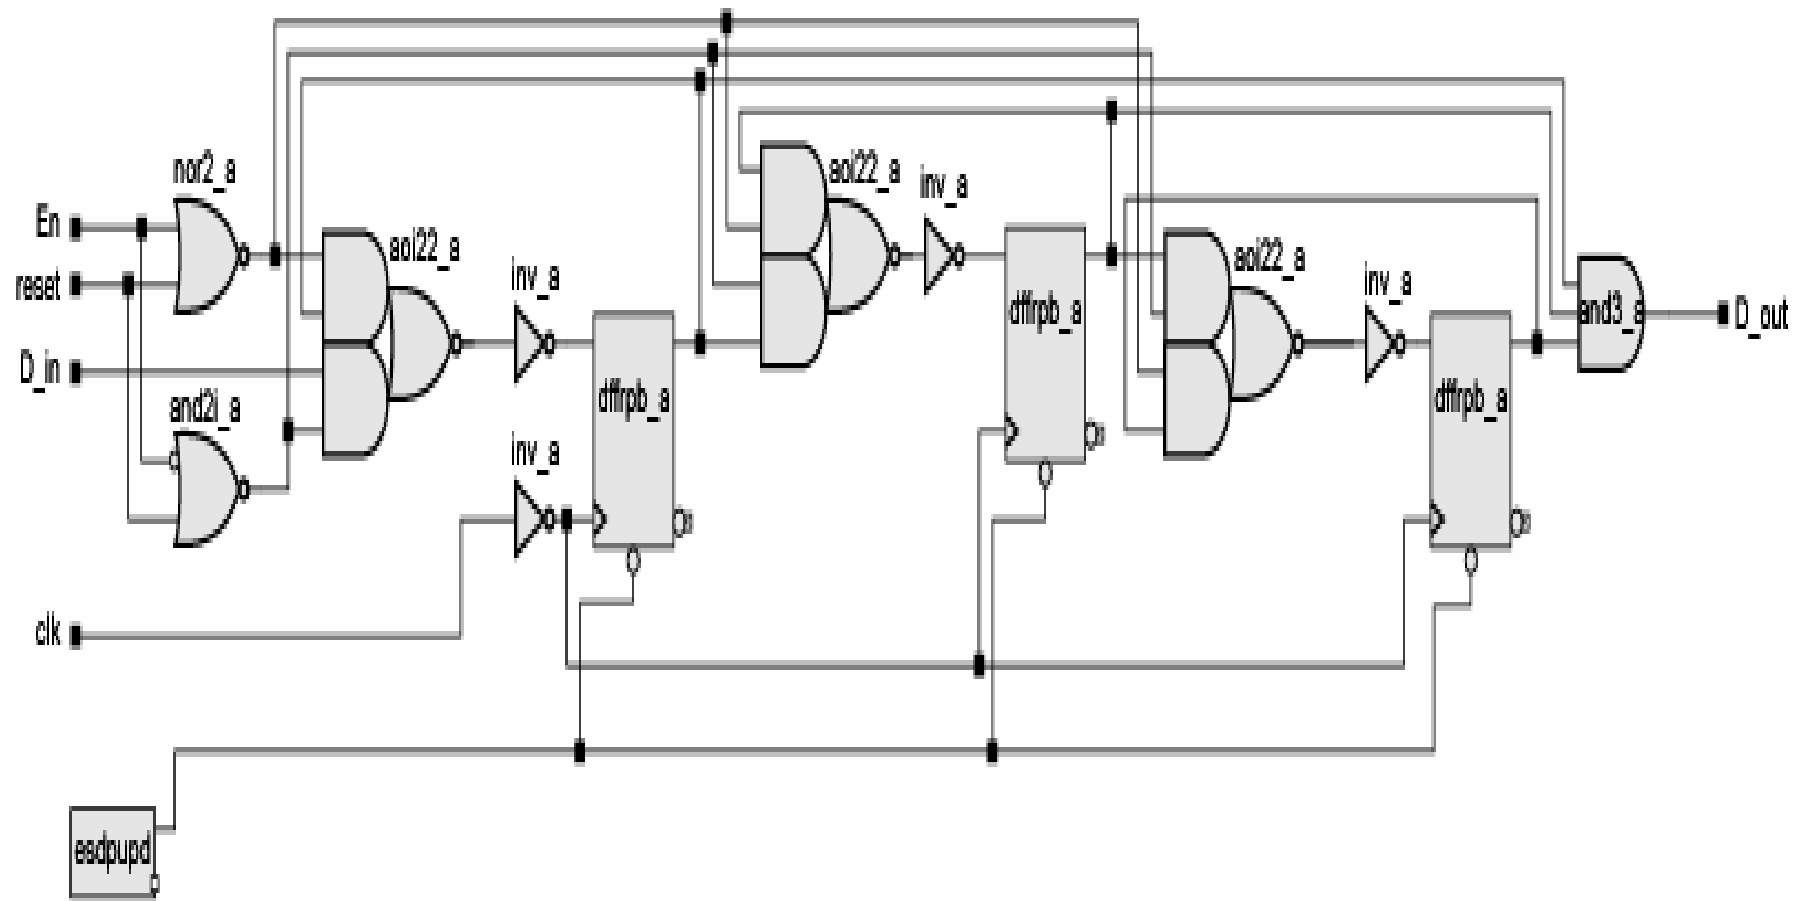 nor2_a
aoi22_a
inv_a
En
aoi22_a
inv_a
aoi22_a
inv_a
reset
dffrpb_a
and3_a
D_out
D_in
and2i_a
dffrpb_a
dffrpb_a
inv_a
clk
esdpupd